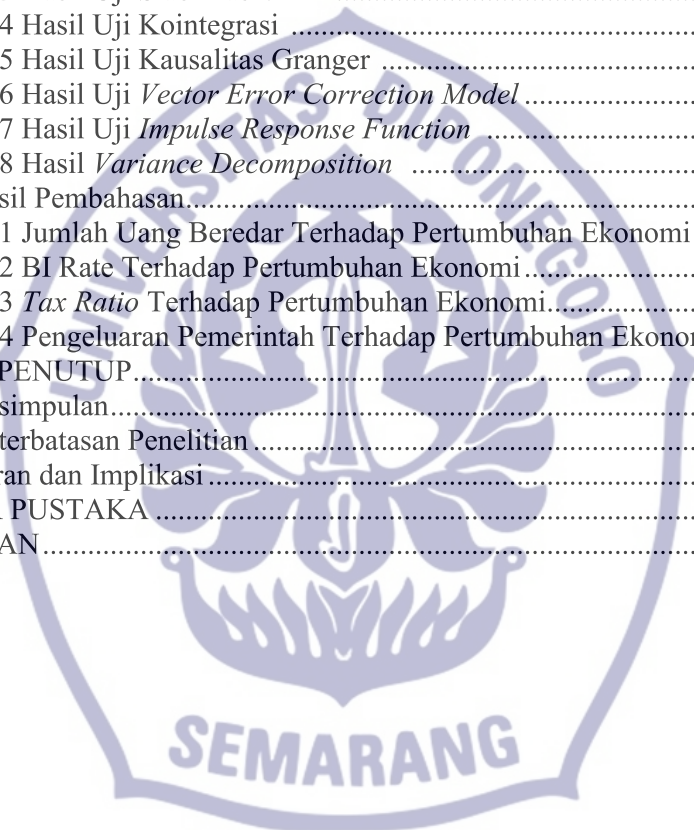 4 Hasil Uji Kointegrasi ........................................................
5 Hasil Uji Kausalitas Granger ............................................
6 Hasil Uji Vector Error Correction Model ........................
7 Hasil Uji Impulse Response Function .............................
8 Hasil Variance Decomposition ........................................
sil Pembahasan......................................................................
1 Jumlah Uang Beredar Terhadap Pertumbuhan Ekonomi
2 BI Rate Terhadap Pertumbuhan Ekonomi........................
3 Tax Ratio Terhadap Pertumbuhan Ekonomi.....................
4 Pengeluaran Pemerintah Terhadap Pertumbuhan Ekonor
PENUTUP..............................................................................
simpulan................................................................................
terbatasan Penelitian .............................................................
ran dan Implikasi ...................................................................
PUSTAKA ............................................................................
AN.........................................................................................
UNIVERSITAS DIPONEGORO
SEMARANG